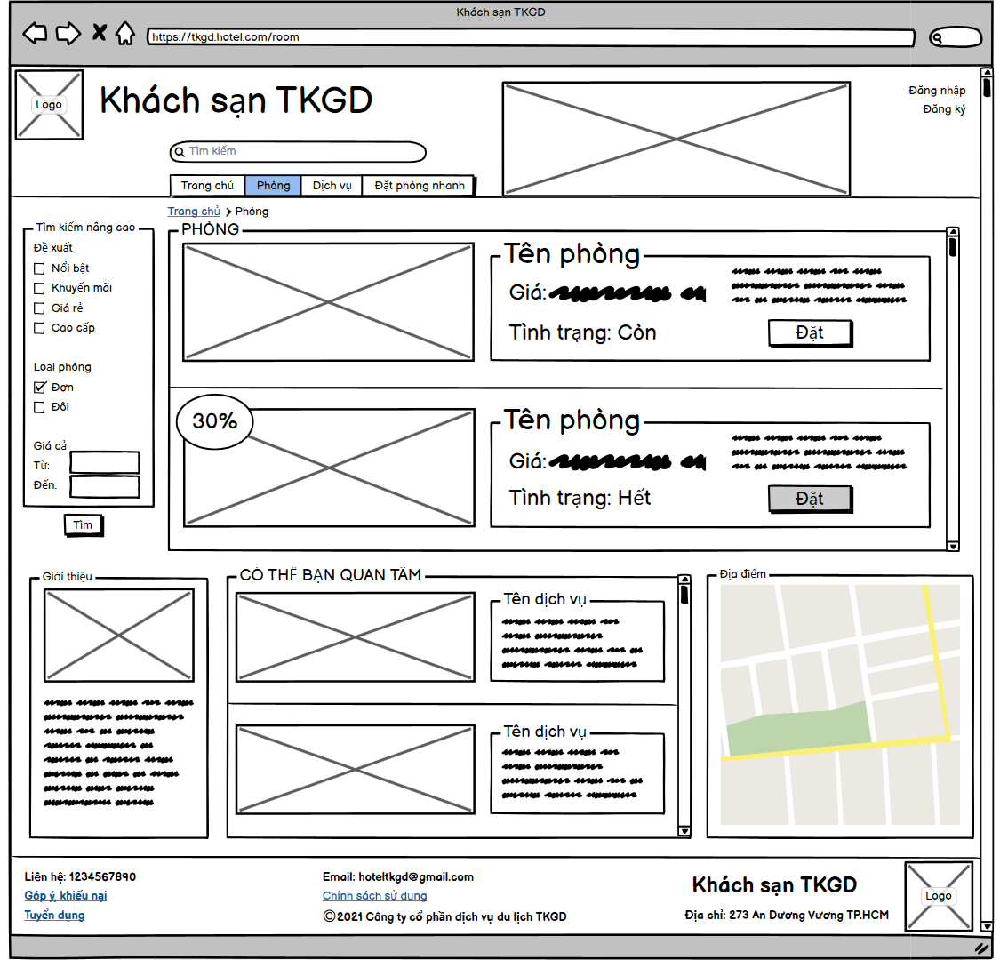 Khách sạn TKGD
https://tkgd.hotel.com/room
Logo
Khách sạn TKGD
Đăng nhập
Đăng ký
Tìm kiếm
Trang chủ
Phòng
Dịch vụ
Đặt phòng nhanh
Trang chủ
Phòng
Tìm kiếm nâng cao
Đề xuất
Nổi bật
Khuyến mãi
Giá rẻ
Cao cấp
Loại phòng
Đơn
Đôi
Giá cả
Từ:
Đến:
Tìm
PHÒNG
Tên phòng
Giá:
Tình trạng: Còn
Đặt
30%
Tên phòng
Giá:
Tình trạng: Hết
Đặt
Giới thiệu
CÓ THỂ BẠN QUAN TÂM
Tên dịch vụ
Tên dịch vụ
Địa điểm
Liên hệ: 1234567890
Góp ý, khiếu nại
Tuyển dụng
Email: hoteltkgd@gmail.com
Chính sách sử dụng
©2021 Công ty cổ phần dịch vụ du lịch TKGD
Khách sạn TKGD
Địa chỉ: 273 An Dương Vương TP.HCM
Logo